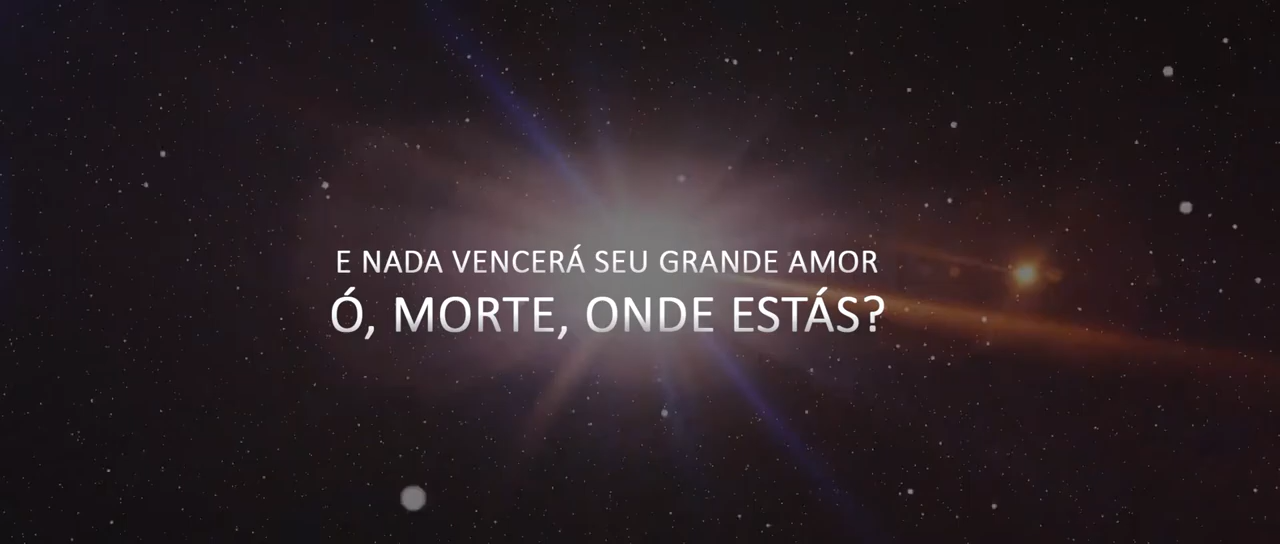 E NADA VENCERÁ SEU GRANDE AMOR
Ó, MORTE, ONDE ESTÁS?